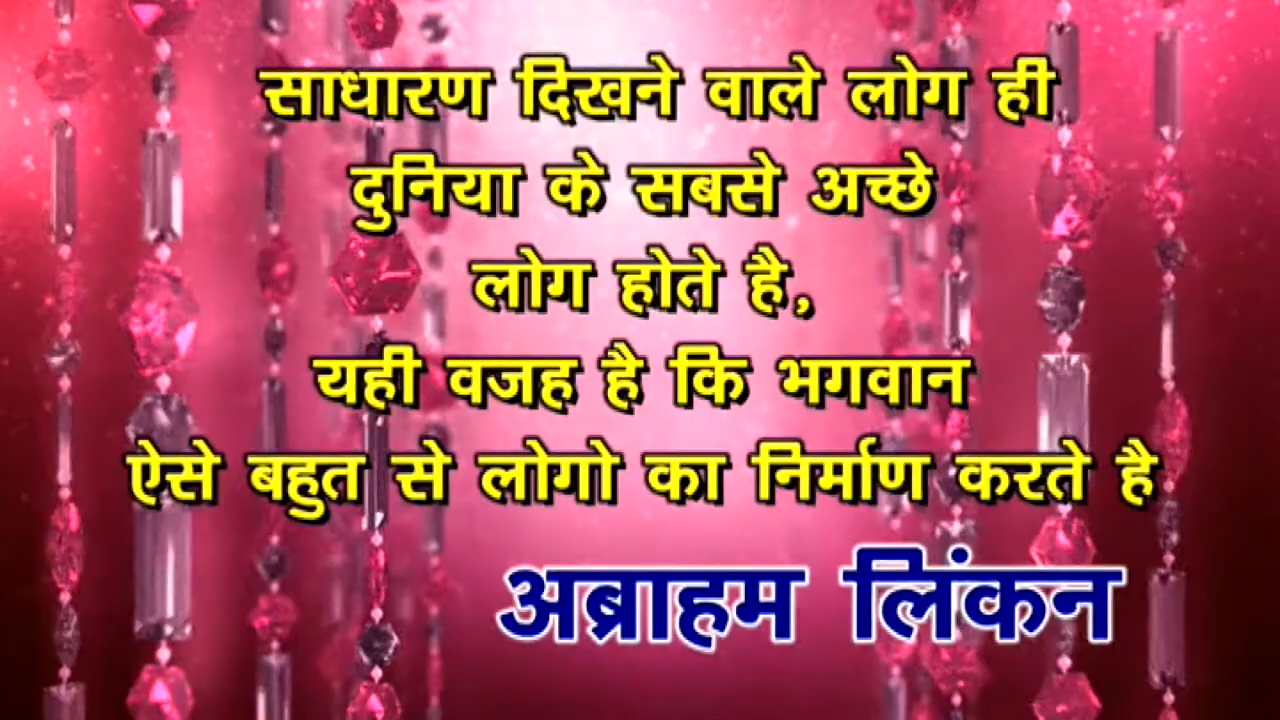 साधारण दिखने वाले लोग ही
दुनिया के सबसे अच्छे
लोग होते है,
यही वजह है कि भगवान
ऐसे बहुत से लोगो का निर्माण करते है
अब्राहम लिंकन